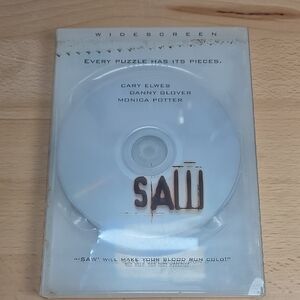 WIDESCREEN
EVERY PUZZLE HAS ITS PIECES.
CARY ELWES
DANNY GLOVER
MONICA POTTER
SAW
"'SAW' WILL MAKE YOUR BLOOD RUN COLD!"